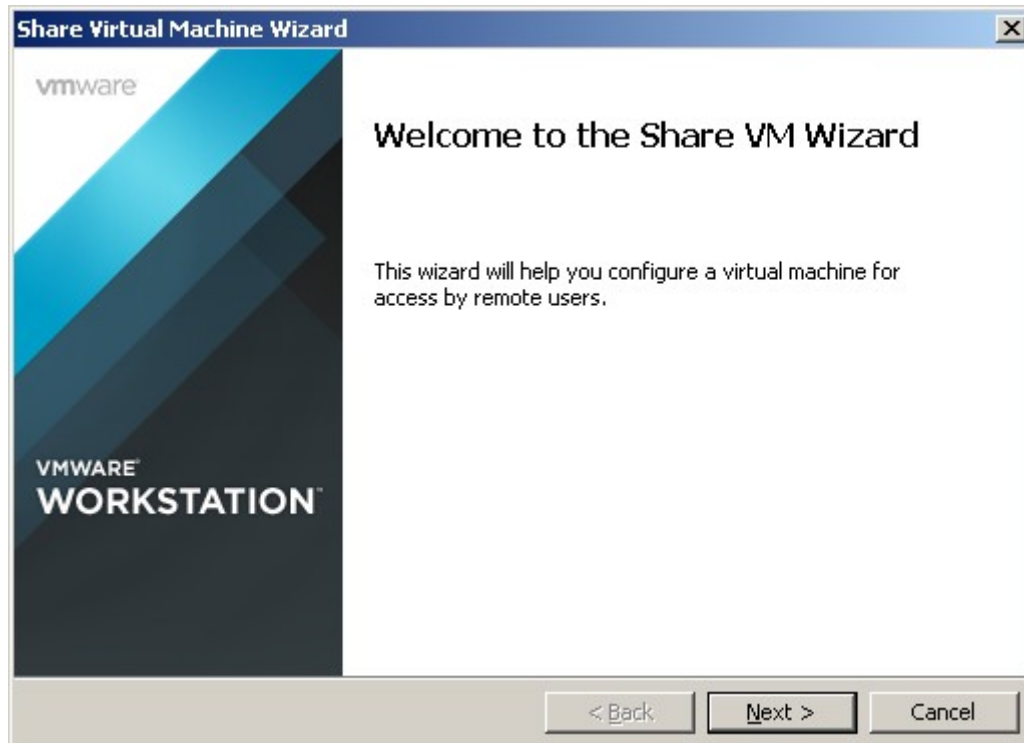 Share Virtual Machine Wizard
vmware
Welcome to the Share VM Wizard
This wizard will help you configure a virtual machine for
access by remote users.
VMWARE®
WORKSTATION™
< Back
Next >
Cancel